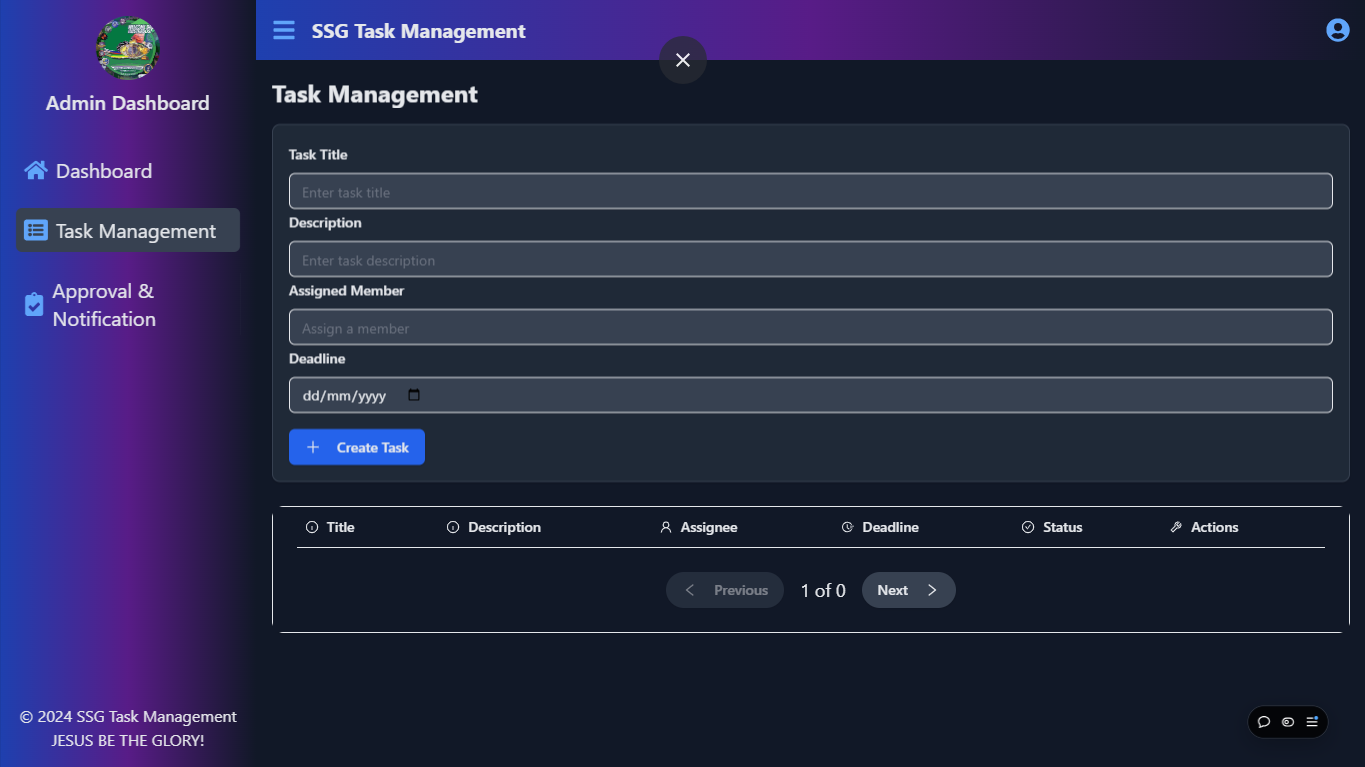 Admin Dashboard
Dashboard
Task Management
Approval &
Notification
© 2024 SSG Task Management
JESUS BE THE GLORY!
SSG Task Management
Task Management
Task Title
Enter task title
Description
Enter task description
Assigned Member
Assign a member
Deadline
dd/mm/yyyy
Create Task
Title Description Assignee Deadline Status Actions
Previous 1 of 0 Next